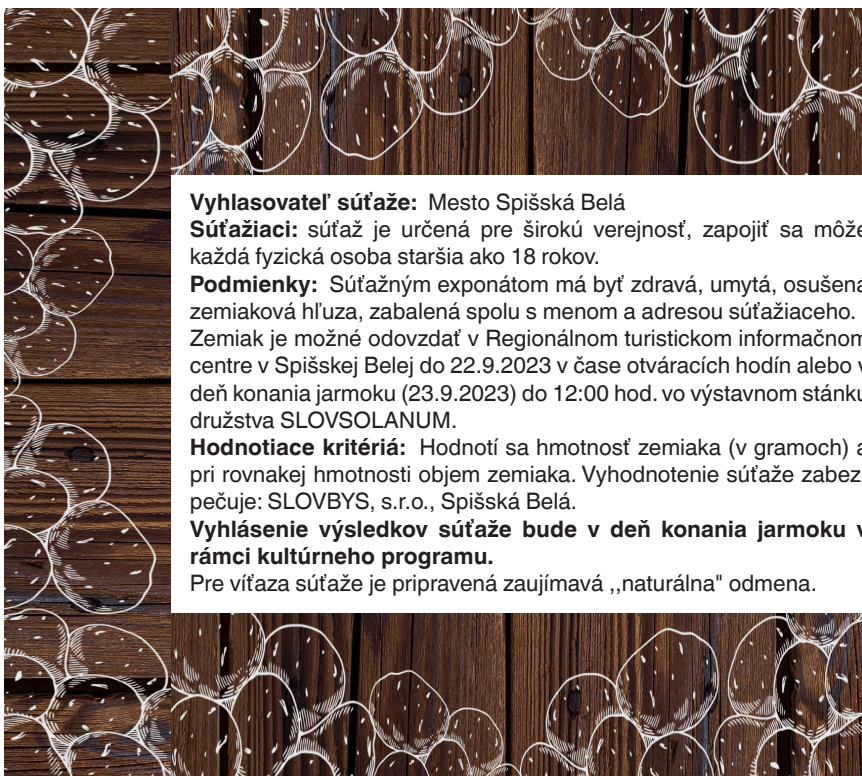 Vyhlasovateľ súťaže: Mesto Spišská Belá
Súťažiaci: súťaž je určená pre širokú verejnosť, zapojiť sa môže
každá fyzická osoba staršia ako 18 rokov.
Podmienky: Súťažným exponátom má byť zdravá, umytá, osušená
zemiaková hľuza, zabalená spolu s menom a adresou súťažiaceho.
Zemiak je možné odovzdať v Regionálnom turistickom informačnom
centre v Spišskej Belej do 22.9.2023 v čase otváracích hodín alebo v
deň konania jarmoku (23.9.2023) do 12:00 hod. vo výstavnom stánku
družstva SLOVSOLANUM.
Hodnotiace kritériá: Hodnotí sa hmotnosť zemiaka (v gramoch) a
pri rovnakej hmotnosti objem zemiaka. Vyhodnotenie súťaže zabez
pečuje: SLOVBYS, s.r.o., Spišská Belá.
Vyhlásenie výsledkov súťaže bude v deň konania jarmoku v
rámci kultúrneho programu.
Pre víťaza súťaže je pripravená zaujímavá ,,naturálna" odmena.